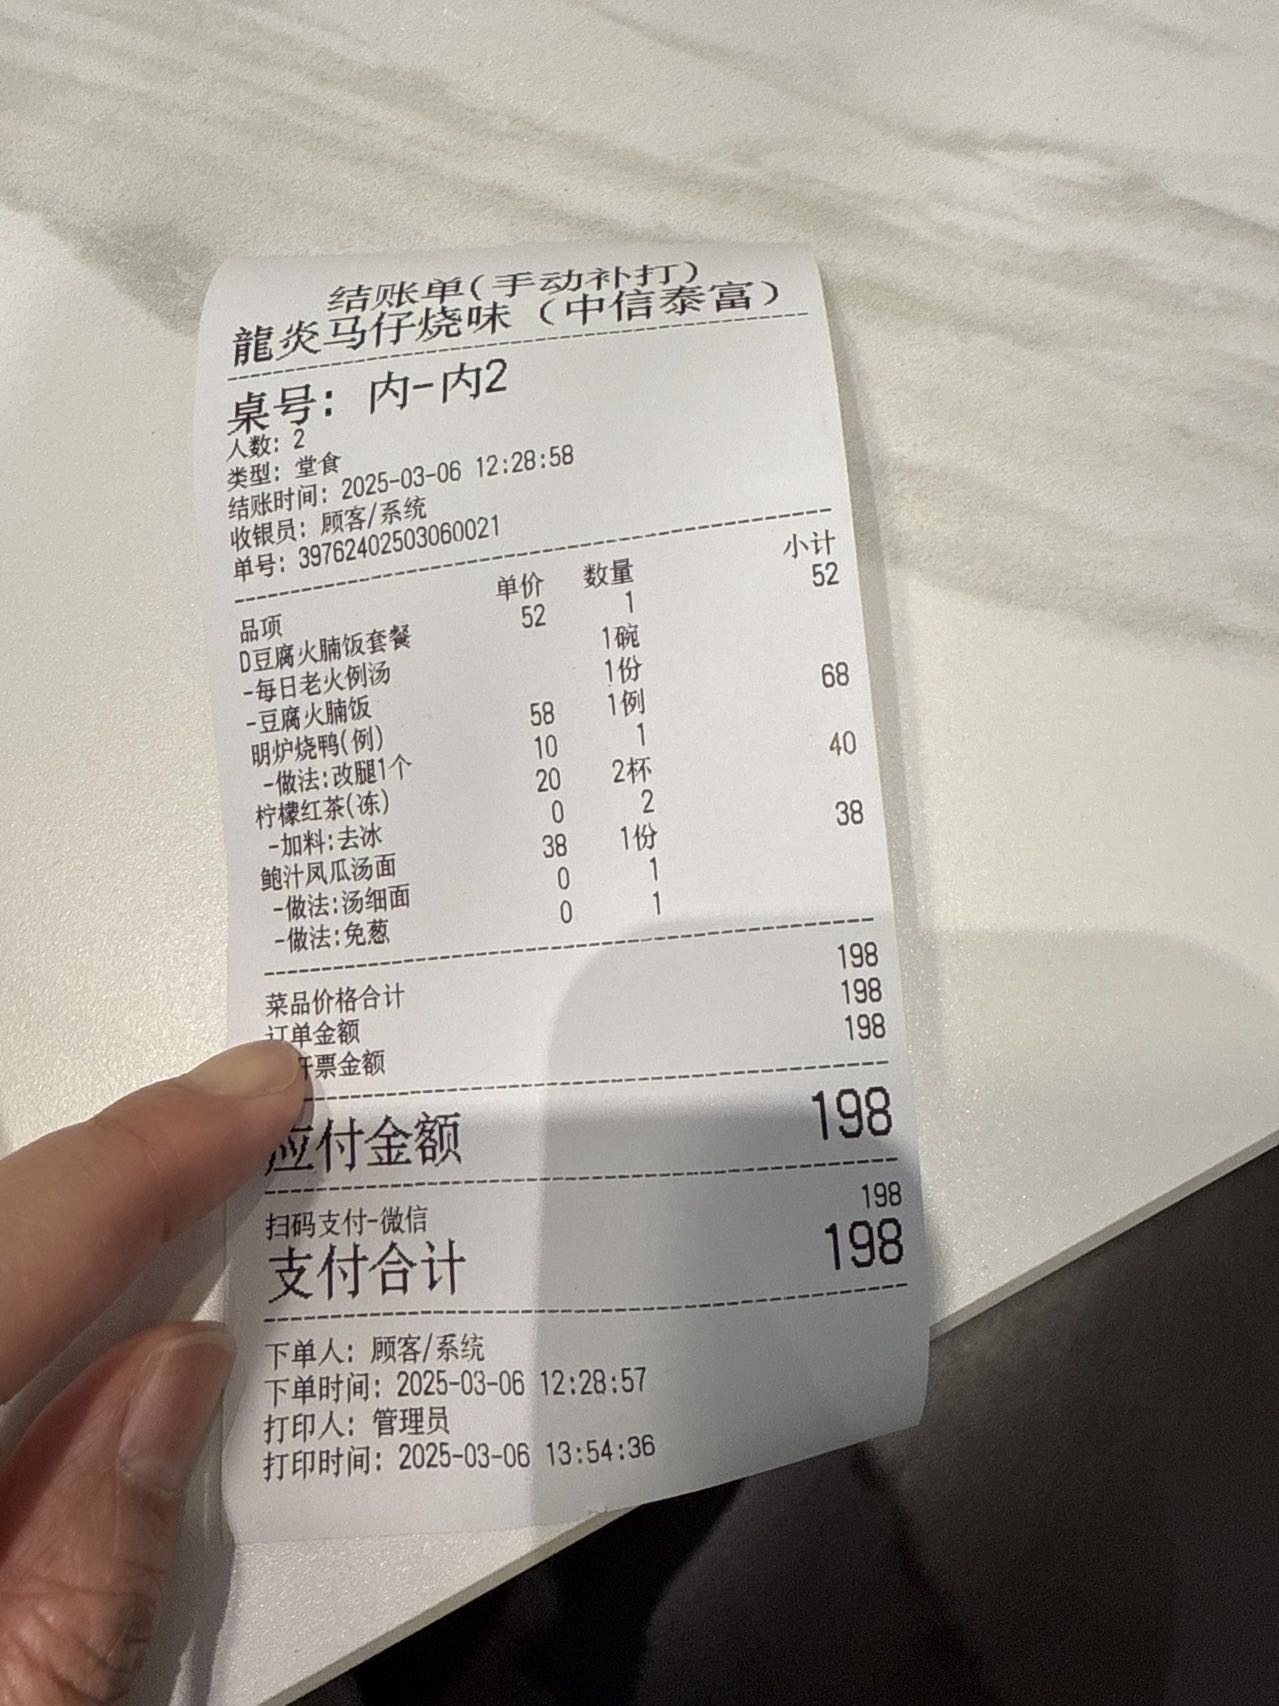 结账单(手动补打)
龍炎马仔烧味（中信泰富）
桌号: 内-内2
人数: 2
类型: 堂食
结账时间: 2025-03-06 12:28:58
收银员: 顾客/系统
单号: 39762402503060021
品项 单价 数量 小计
D豆腐火腩饭套餐 52 1 52
-每日老火例汤 1碗
-豆腐火腩饭 1份
明炉烧鸭(例) 58 1例 68
-做法:改腿1个 10 1
柠檬红茶(冻) 20 2杯 40
-加料:去冰 0 2
鲍汁凤瓜汤面 38 1份 38
-做法:汤细面 0 1
-做法:免葱 0 1
菜品价格合计 198
订单金额 198
开票金额 198
应付金额 198
扫码支付-微信 198
支付合计 198
下单人: 顾客/系统
下单时间: 2025-03-06 12:28:57
打印人: 管理员
打印时间: 2025-03-06 13:54:36